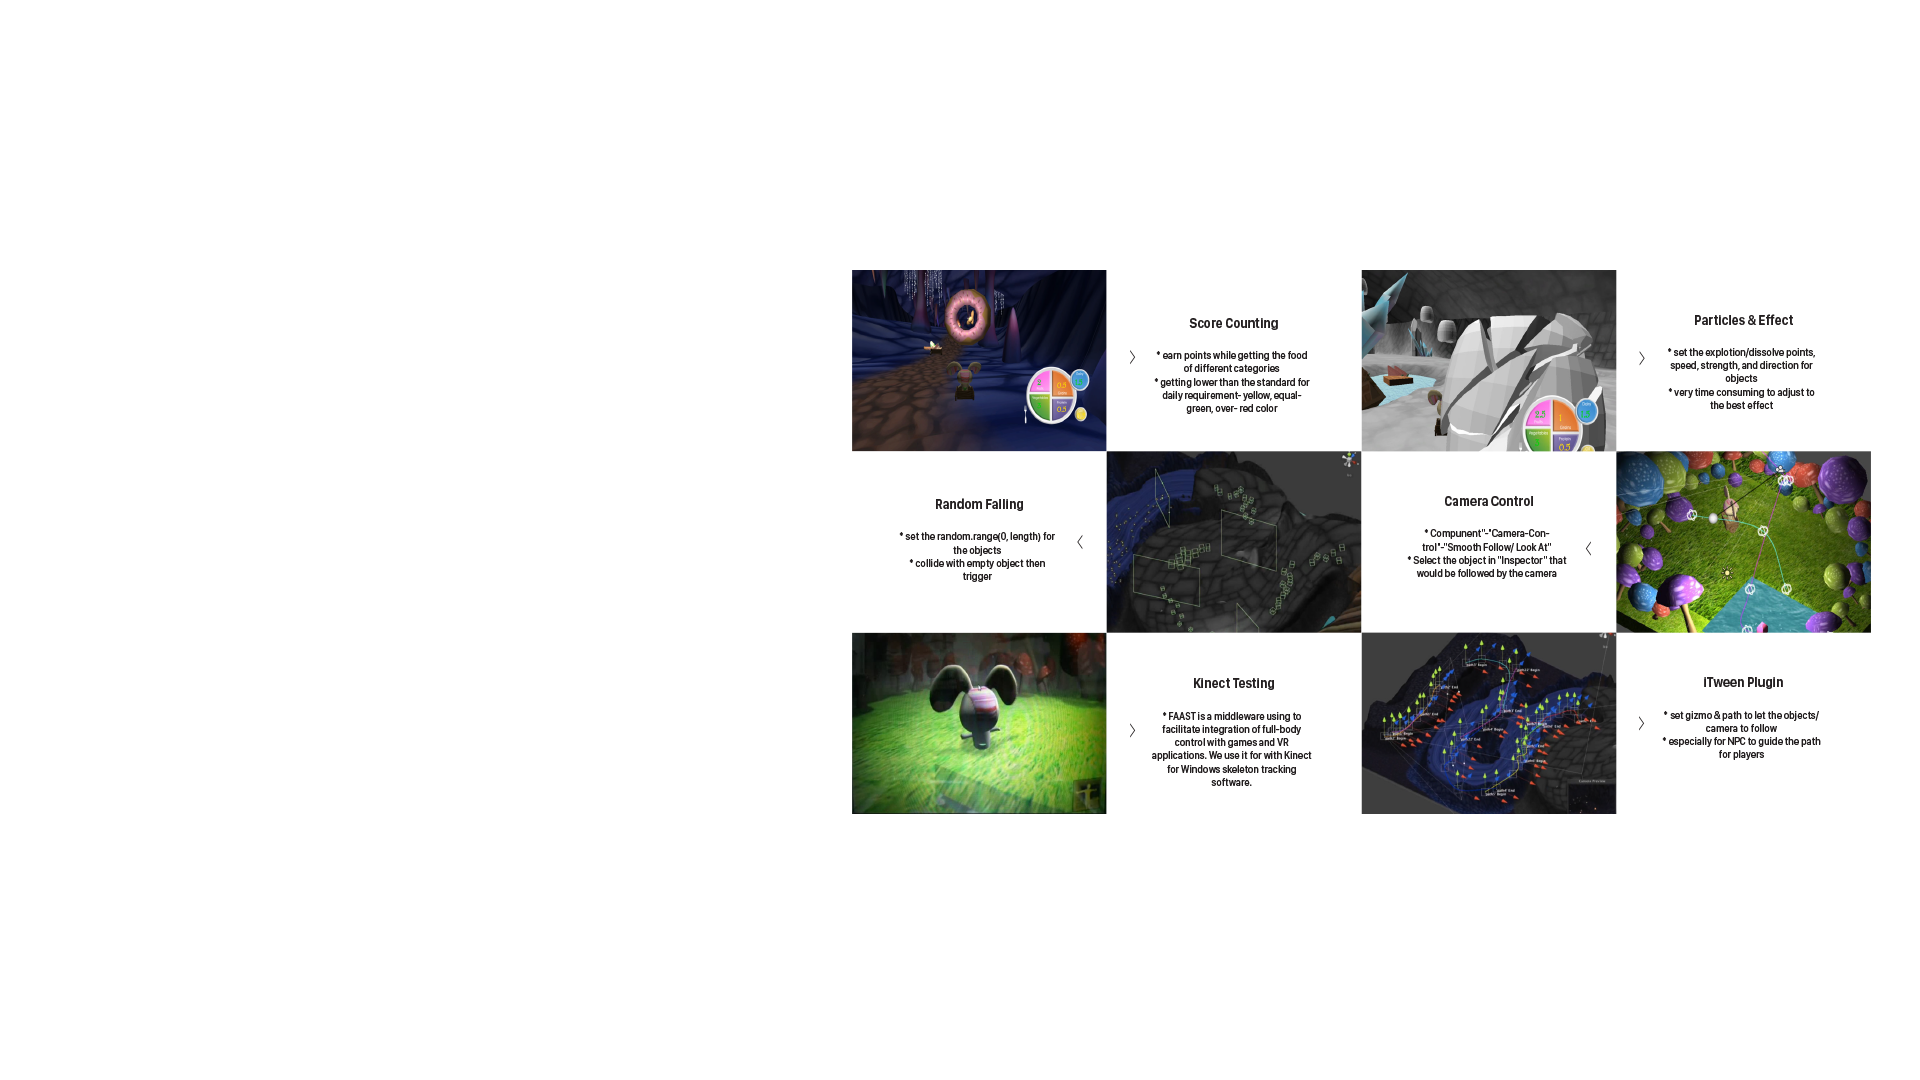 Score Counting
* earn points while getting the food
of different categories
* getting lower than the standard for
daily requirement- yellow, equal-
green, over- red color
Particles & Effect
* set the explotion/dissolve points,
speed, strength, and direction for
objects
* very time consuming to adjust to
the best effect
Random Falling
* set the random.range(0, length) for
the objects
* collide with empty object then
trigger
Camera Control
* Compunent"-"Camera-Con-
trol"-"Smooth Follow/ Look At"
* Select the object in "Inspector" that
would be followed by the camera
Kinect Testing
* FAAST is a middleware using to
facilitate integration of full-body
control with games and VR
applications. We use it for with Kinect
for Windows skeleton tracking
software.
iTween Plugin
* set gizmo & path to let the objects/
camera to follow
* especially for NPC to guide the path
for players